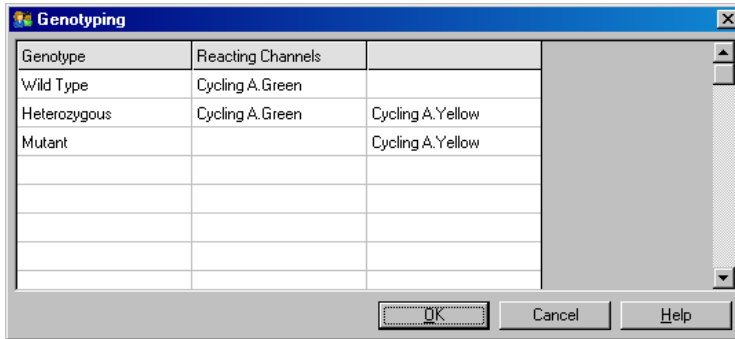 Genotyping
Genotype Reacting Channels
Wild Type Cycling A.Green
Heterozygous Cycling A.Green Cycling A.Yellow
Mutant Cycling A.Yellow
OK Cancel Help